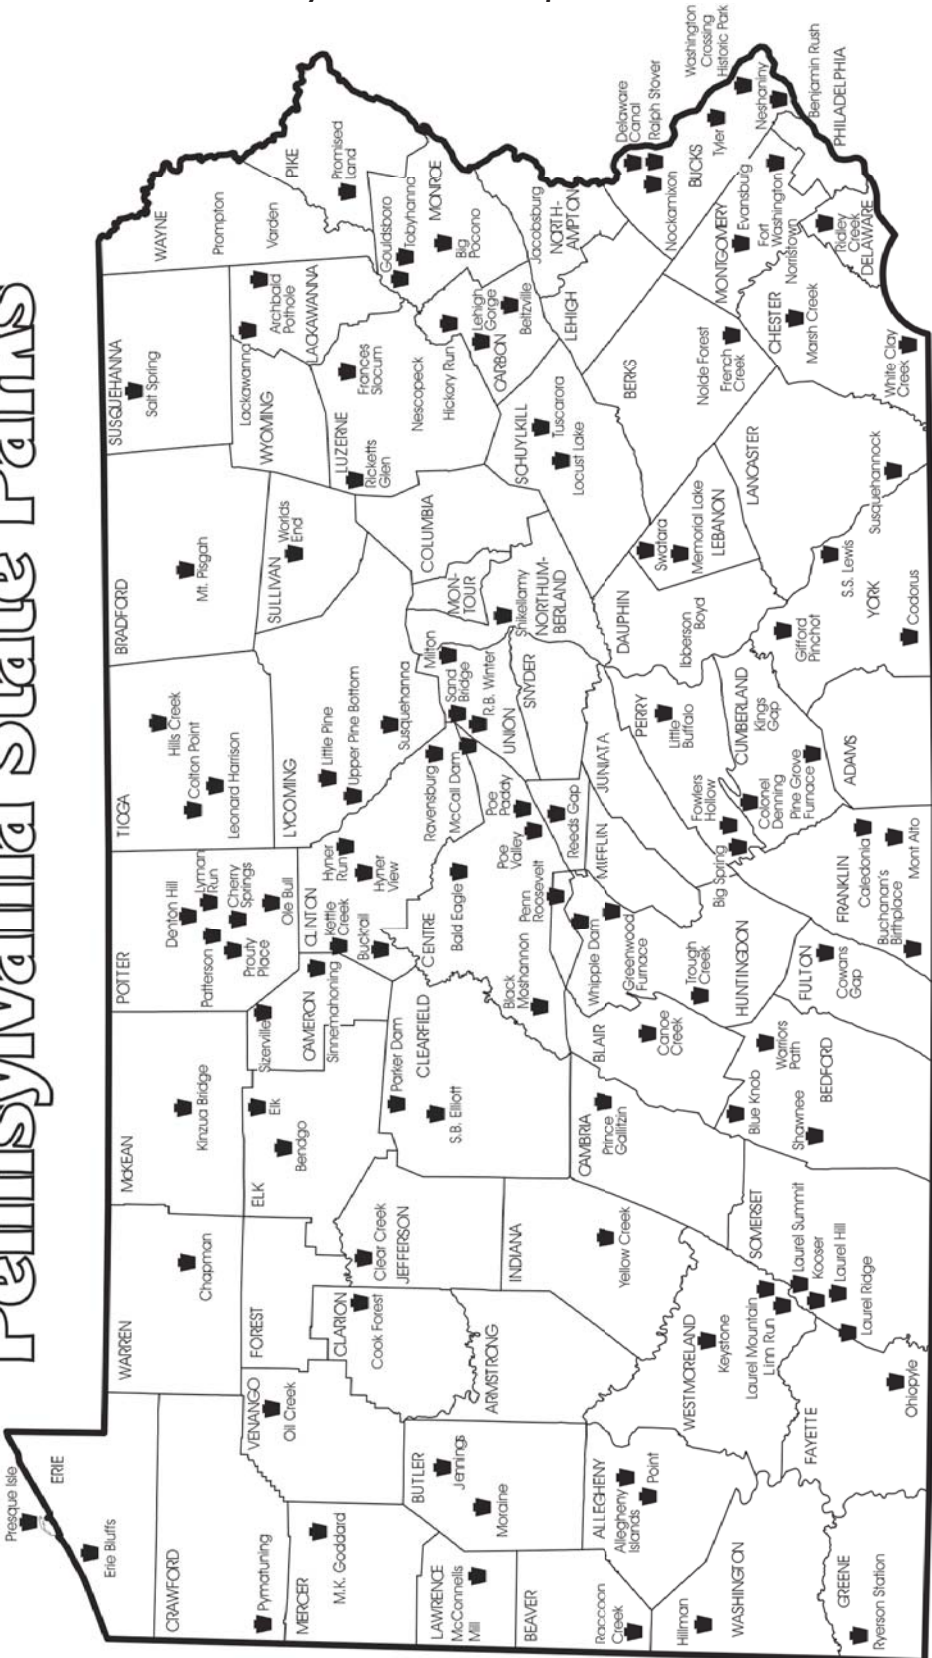 Pennsylvania State Parks
Presque Isle
ERIE
Erie Bluffs
CRAWFORD
Pymatuning
MERCER
M.K. Goddard
LAWRENCE
McConnells
Mill
BEAVER
Raccoon
Creek
Hillman
WASHINGTON
GREENE
Ryerson Station
WARREN
Chapman
FOREST
VENANGO
Oil Creek
CLARION
Cook Forest
Clear Creek
JEFFERSON
ARMSTRONG
BUTLER
Jennings
Moraine
ALLEGHENY
Allegheny
Islands
Point
INDIANA
Yellow Creek
WESTMORELAND
Keystone
Laurel Mountain
Linn Run
FAYETTE
Ohiopyle
SOMERSET
Laurel Summit
Kooser
Laurel Hill
Laurel Ridge
McKEAN
Kinzua Bridge
ELK
Elk
Bendgo
Sizerville
CAMERON
Sinnemahoning
CLEARFIELD
Parker Dam
S.B. Elliott
CAMBRIA
Prince
Gallitzin
BLAIR
Canoe
Creek
Blue Knob
Shawnee
Warriors
Path
BEDFORD
POTTER
Denton Hill
Lyman
Run
Cherry
Springs
Patterson
Prouty
Place
Ole Bull
CLINTON
Kettle
Creek
Hyner
Run
Hyner
View
Bucktail
CENTRE
Bald Eagle
Black
Moshannon
Penn
Roosevelt
Poe
Valley
Poe
Paddy
McCall Dam
Ravensburg
Whipple Dam
Greenwood
Furnace
Trough
Creek
HUNTINGDON
FULTON
Cowans
Gap
FRANKLIN
Caledonia
Buchanan's
Birthplace
Mont Alto
MIFFLIN
Reeds Gap
JUNIATA
Big Spring
Fowlers
Hollow
Colonel
Denning
Pine Grove
Furnace
TIOGA
Hills Creek
Colton Point
Leonard Harrison
LYCOMING
Little Pine
Upper Pine Bottom
Susquehanna
Milton
Sand
Bridge
R.B. Winter
UNION
SNYDER
PERRY
Little
Buffalo
CUMBERLAND
Kings
Gap
ADAMS
BRADFORD
Mt. Pisgah
SULLIVAN
Worlds
End
COLUMBIA
MON-
TOUR
Shikellamy
NORTHUM-
BERLAND
DAUPHIN
Ibberson
Boyd
Gifford
Pinchot
YORK
S.S. Lewis
Codorus
Susquehannock
SUSQUEHANNA
Salt Spring
WYOMING
Lackawanna
Archbald
Pothole
LACKAWANNA
LUZERNE
Ricketts
Glen
Frances
Slocum
Nescopeck
Hickory Run
Lehigh
Gorge
CARBON
Beltzville
SCHUYLKILL
Tuscarora
Locust Lake
Swatara
Memorial Lake
LEBANON
LANCASTER
BERKS
Nolde Forest
French
Creek
WAYNE
Prompton
Varden
PIKE
Promised
Land
Gouldsboro
Tobyhanna
MONROE
Big
Pocono
Jacobsburg
NORTH-
AMPTON
LEHIGH
Nockamixon
BUCKS
Delaware
Canal
Ralph Stover
Tyler
Washington
Crossing
Historic Park
Neshaminy
Benjamin Rush
PHILADELPHIA
MONTGOMERY
Evansburg
Fort
Washington
Norristown
CHESTER
Marsh Creek
White Clay
Creek
Ridley
Creek
DELAWARE